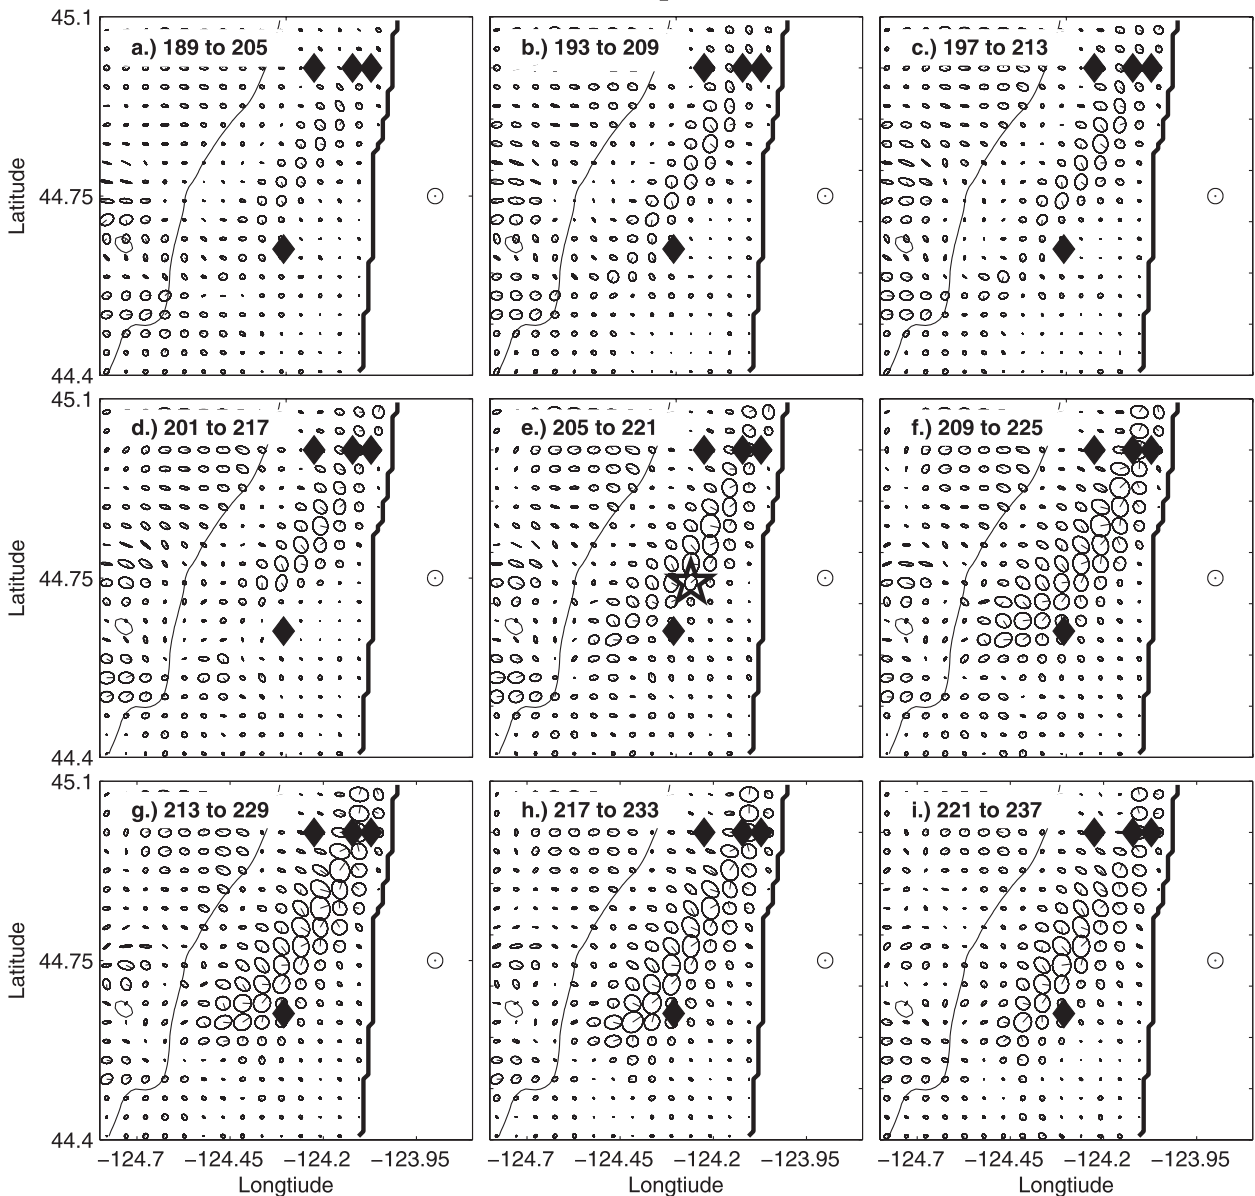 45.1
a.) 189 to 205
b.) 193 to 209
c.) 197 to 213
Latitude
44.75
44.4
45.1
d.) 201 to 217
e.) 205 to 221
f.) 209 to 225
Latitude
44.75
44.4
45.1
g.) 213 to 229
h.) 217 to 233
i.) 221 to 237
Latitude
44.75
44.4
−124.7 −124.45 −124.2 −123.95
−124.7 −124.45 −124.2 −123.95
−124.7 −124.45 −124.2 −123.95
Longtiude
Longtiude
Longtiude